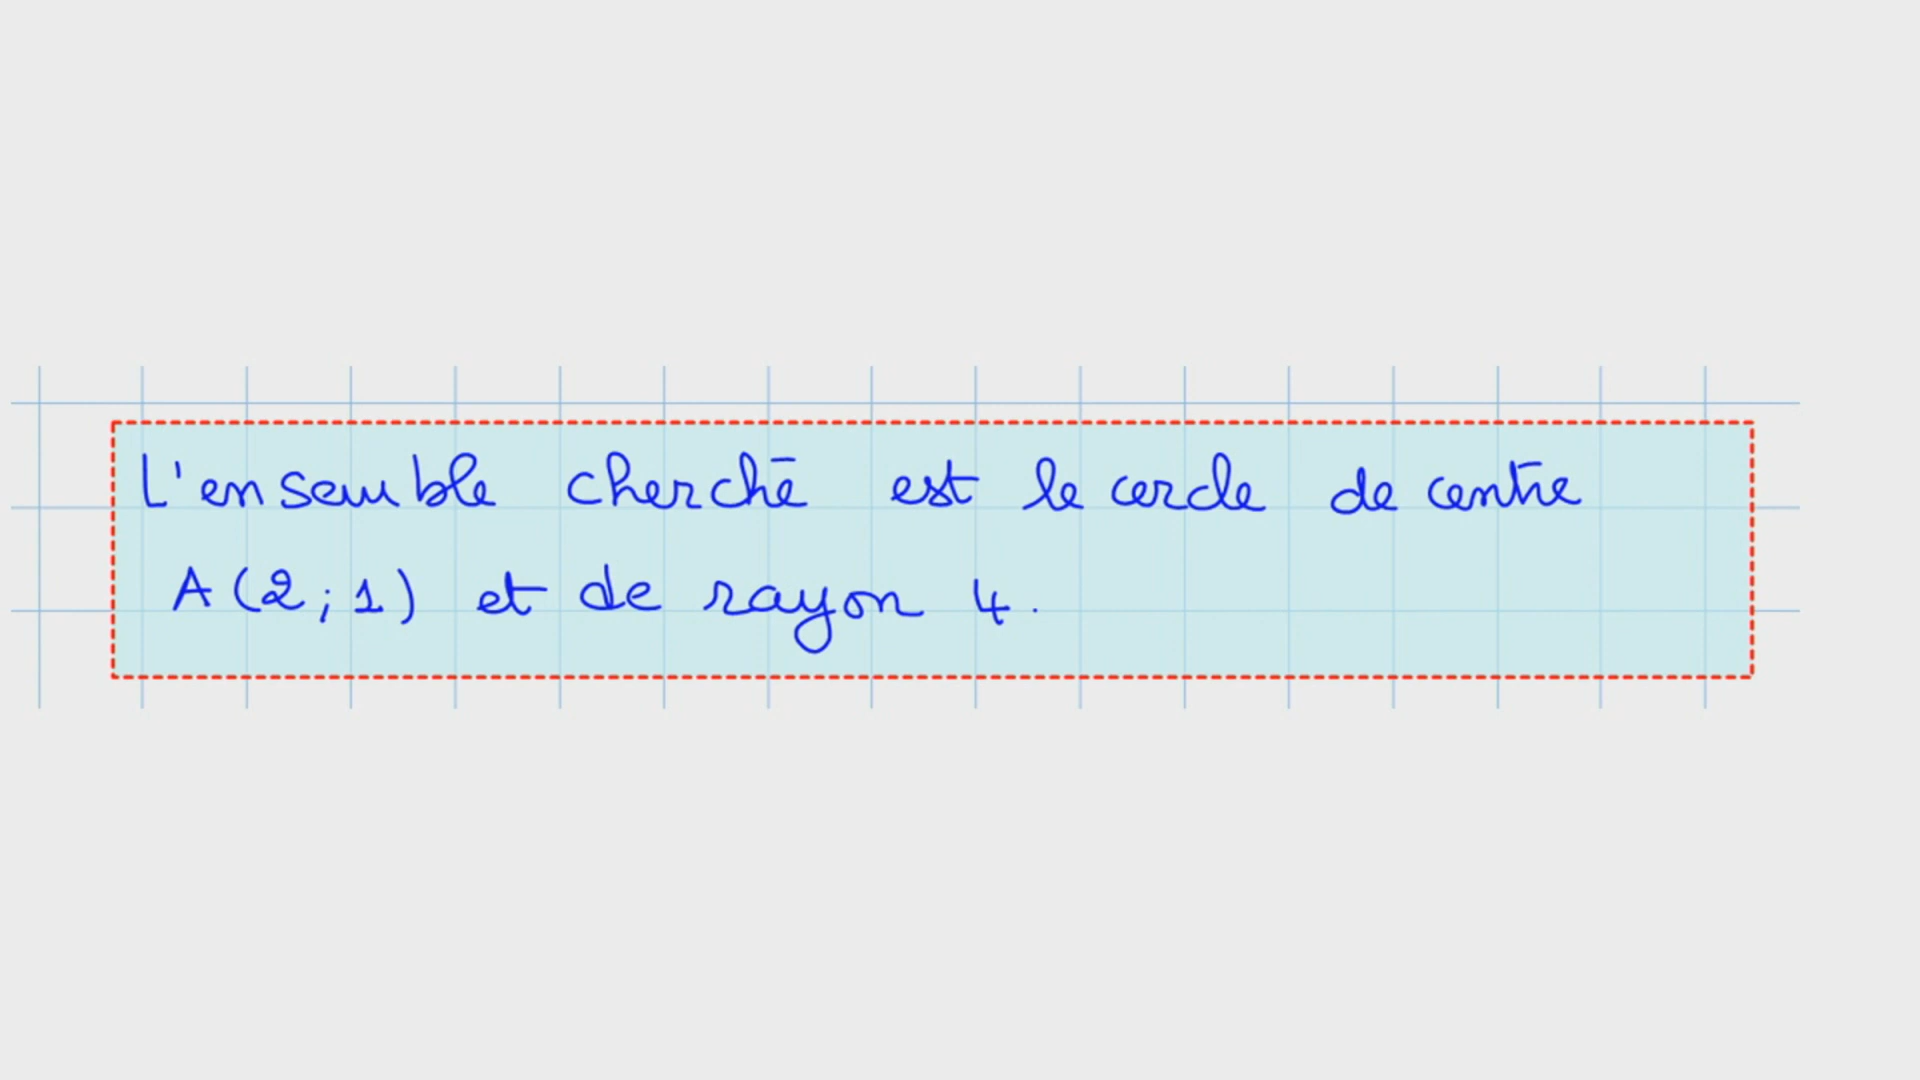 L'ensemble cherché est le cercle de centre
A(2;1) et de rayon 4.